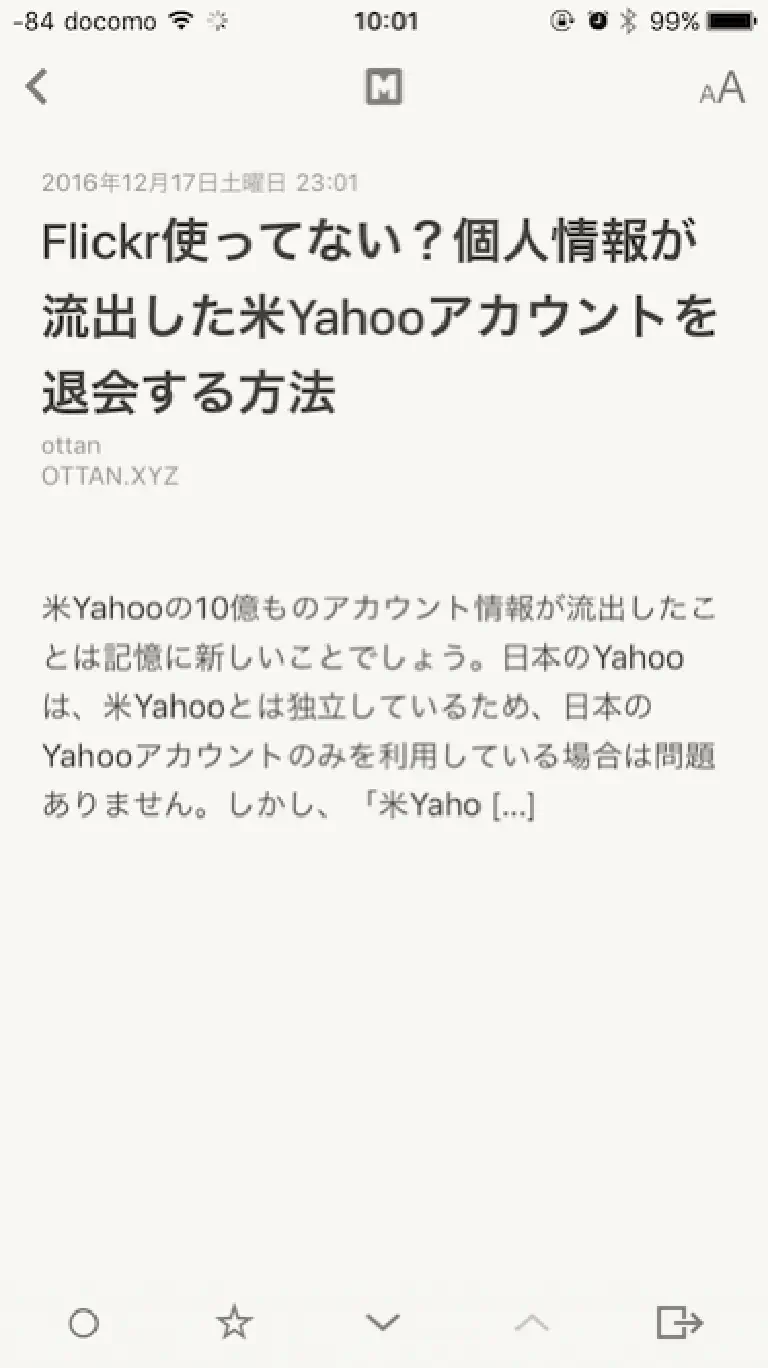 -84 docomo 10:01 99%
M
AA
2016年12月17日土曜日 23:01
Flickr使ってない？個人情報が
流出した米Yahooアカウントを
退会する方法
ottan
OTTAN.XYZ
米Yahooの10億ものアカウント情報が流出したこ
とは記憶に新しいことでしょう。日本のYahoo
は、米Yahooとは独立しているため、日本の
Yahooアカウントのみを利用している場合は問題
ありません。しかし、「米Yaho [...]